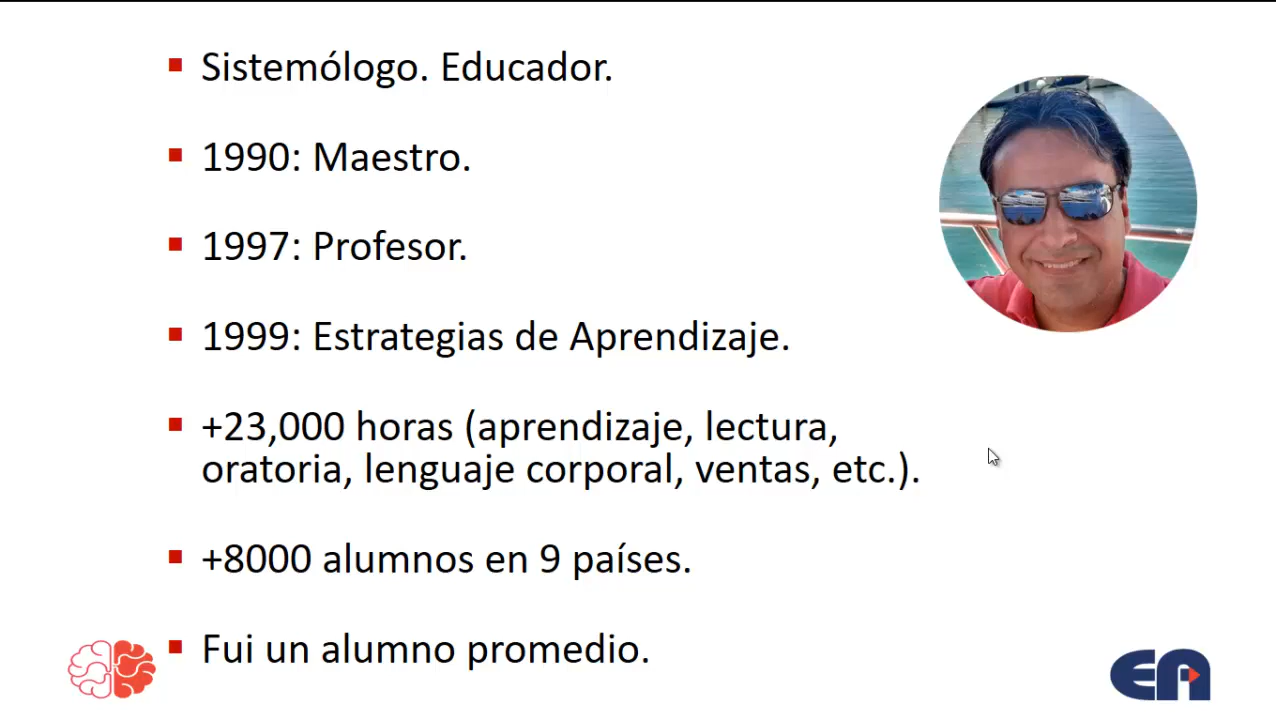 Sistemólogo. Educador.
1990: Maestro.
1997: Profesor.
1999: Estrategias de Aprendizaje.
+23,000 horas (aprendizaje, lectura,
oratoria, lenguaje corporal, ventas, etc.).
+8000 alumnos en 9 países.
Fui un alumno promedio.
EA